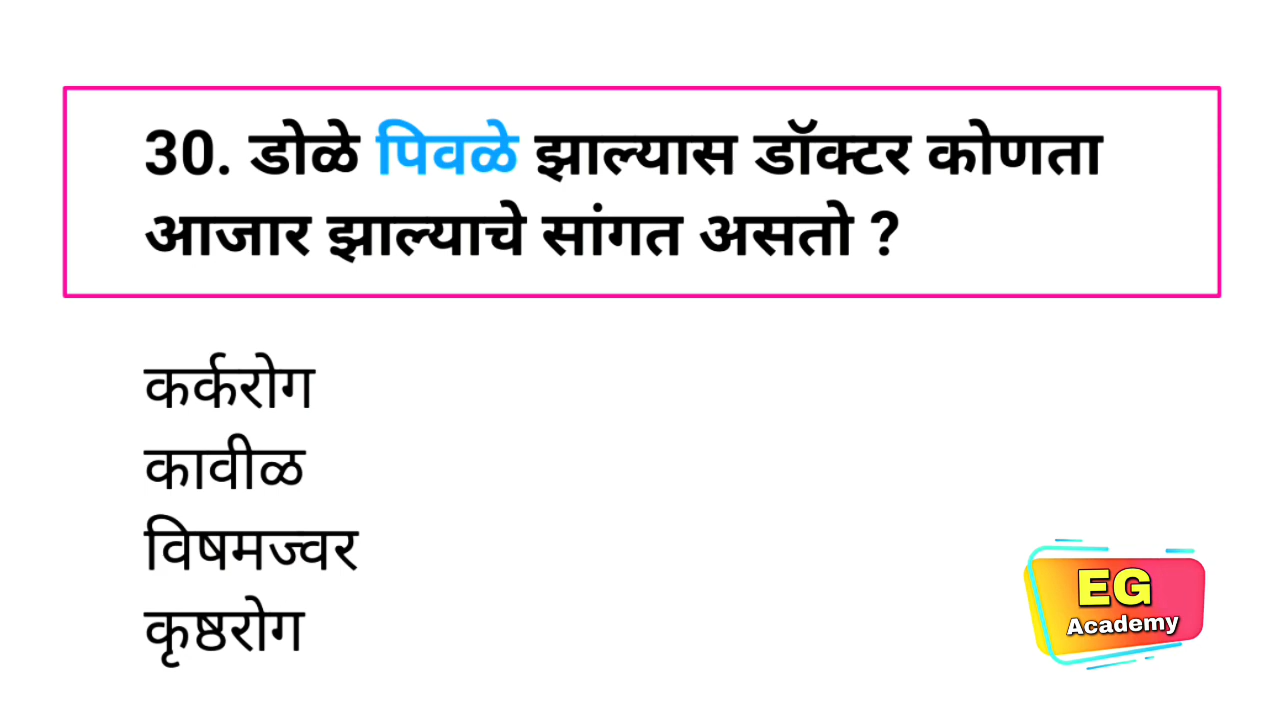 30. डोळे पिवळे झाल्यास डॉक्टर कोणता
आजार झाल्याचे सांगत असतो ?
कर्करोग
कावीळ
विषमज्वर
कृष्ठरोग
EG
Academy